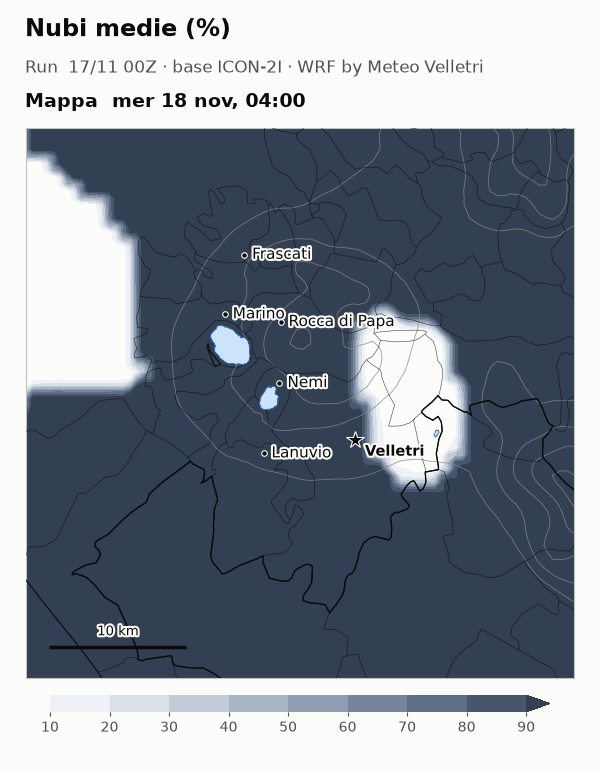 Nubi medie (%)
Run  17/11 00Z · base ICON-2I · WRF by Meteo Velletri
Mappa  mer 18 nov, 04:00
Frascati
Marino
Rocca di Papa
Nemi
Velletri
Lanuvio
10 km
10 20 30 40 50 60 70 80 90